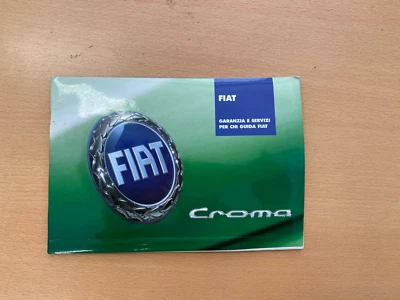 FIAT
GARANZIA E SERVIZI
PER CHI GUIDA FIAT
FIAT
Croma